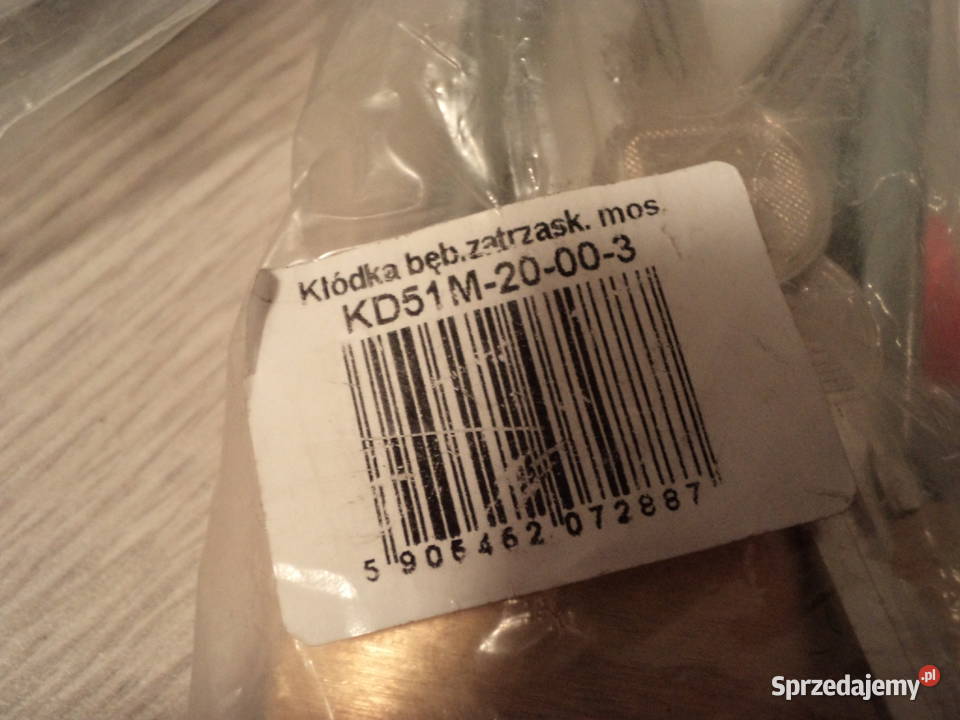 Kłódka bęb.zatrzask. mos.
KD51M-20-00-3
5 905462 072887
Sprzedajemy.pl